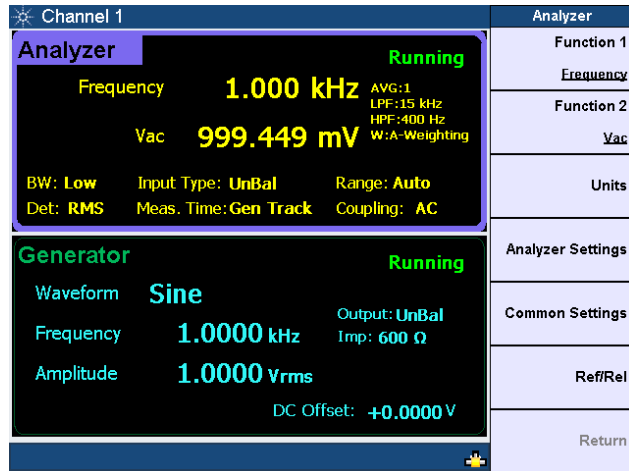 Channel 1
Analyzer
Running
Frequency 1.000 kHz
AVG:1
LPF:15 kHz
HPF:400 Hz
W:A-Weighting
Vac 999.449 mV
BW: Low Input Type: UnBal Range: Auto
Det: RMS Meas. Time: Gen Track Coupling: AC
Generator
Running
Waveform Sine
Output: UnBal
Frequency 1.0000 kHz
Imp: 600 Ω
Amplitude 1.0000 Vrms
DC Offset: +0.0000 V
Analyzer
Function 1
Frequency
Function 2
Vac
Units
Analyzer Settings
Common Settings
Ref/Rel
Return